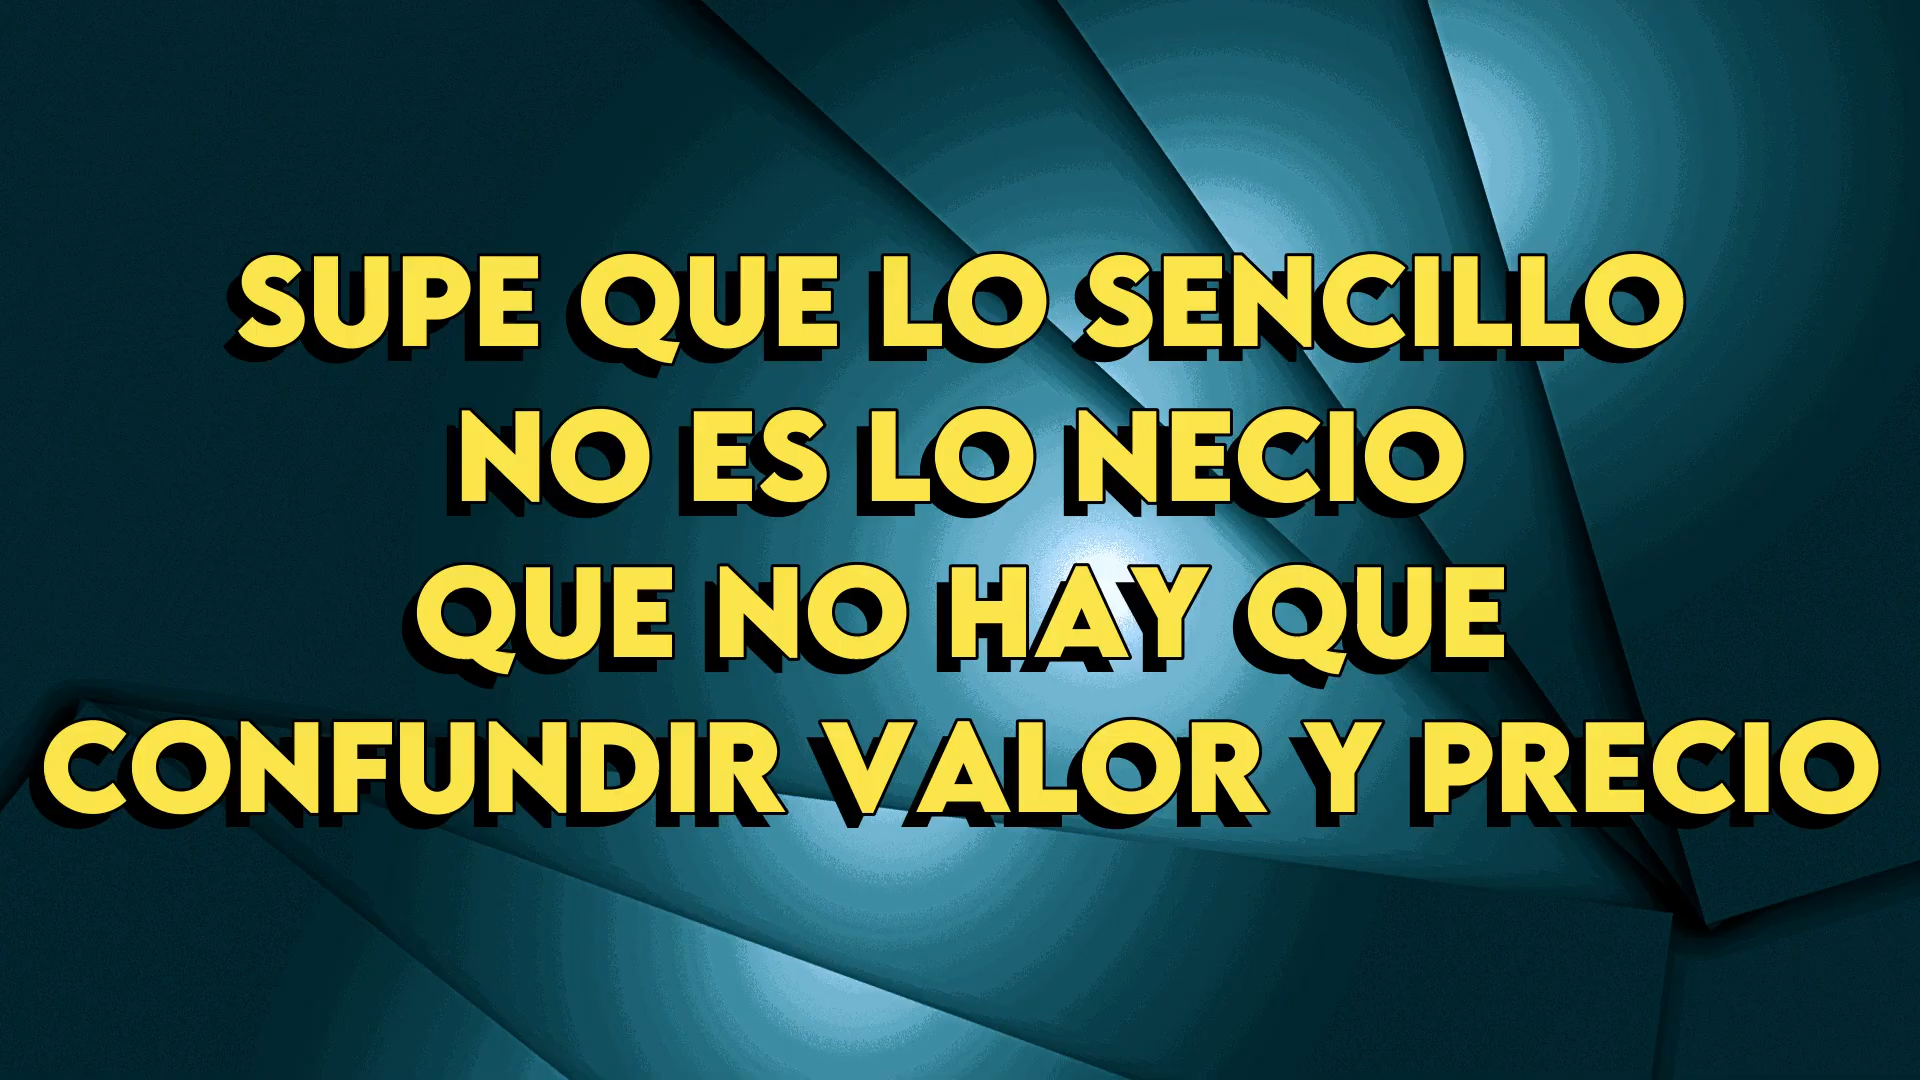 SUPE QUE LO SENCILLO
NO ES LO NECIO
QUE NO HAY QUE
CONFUNDIR VALOR Y PRECIO